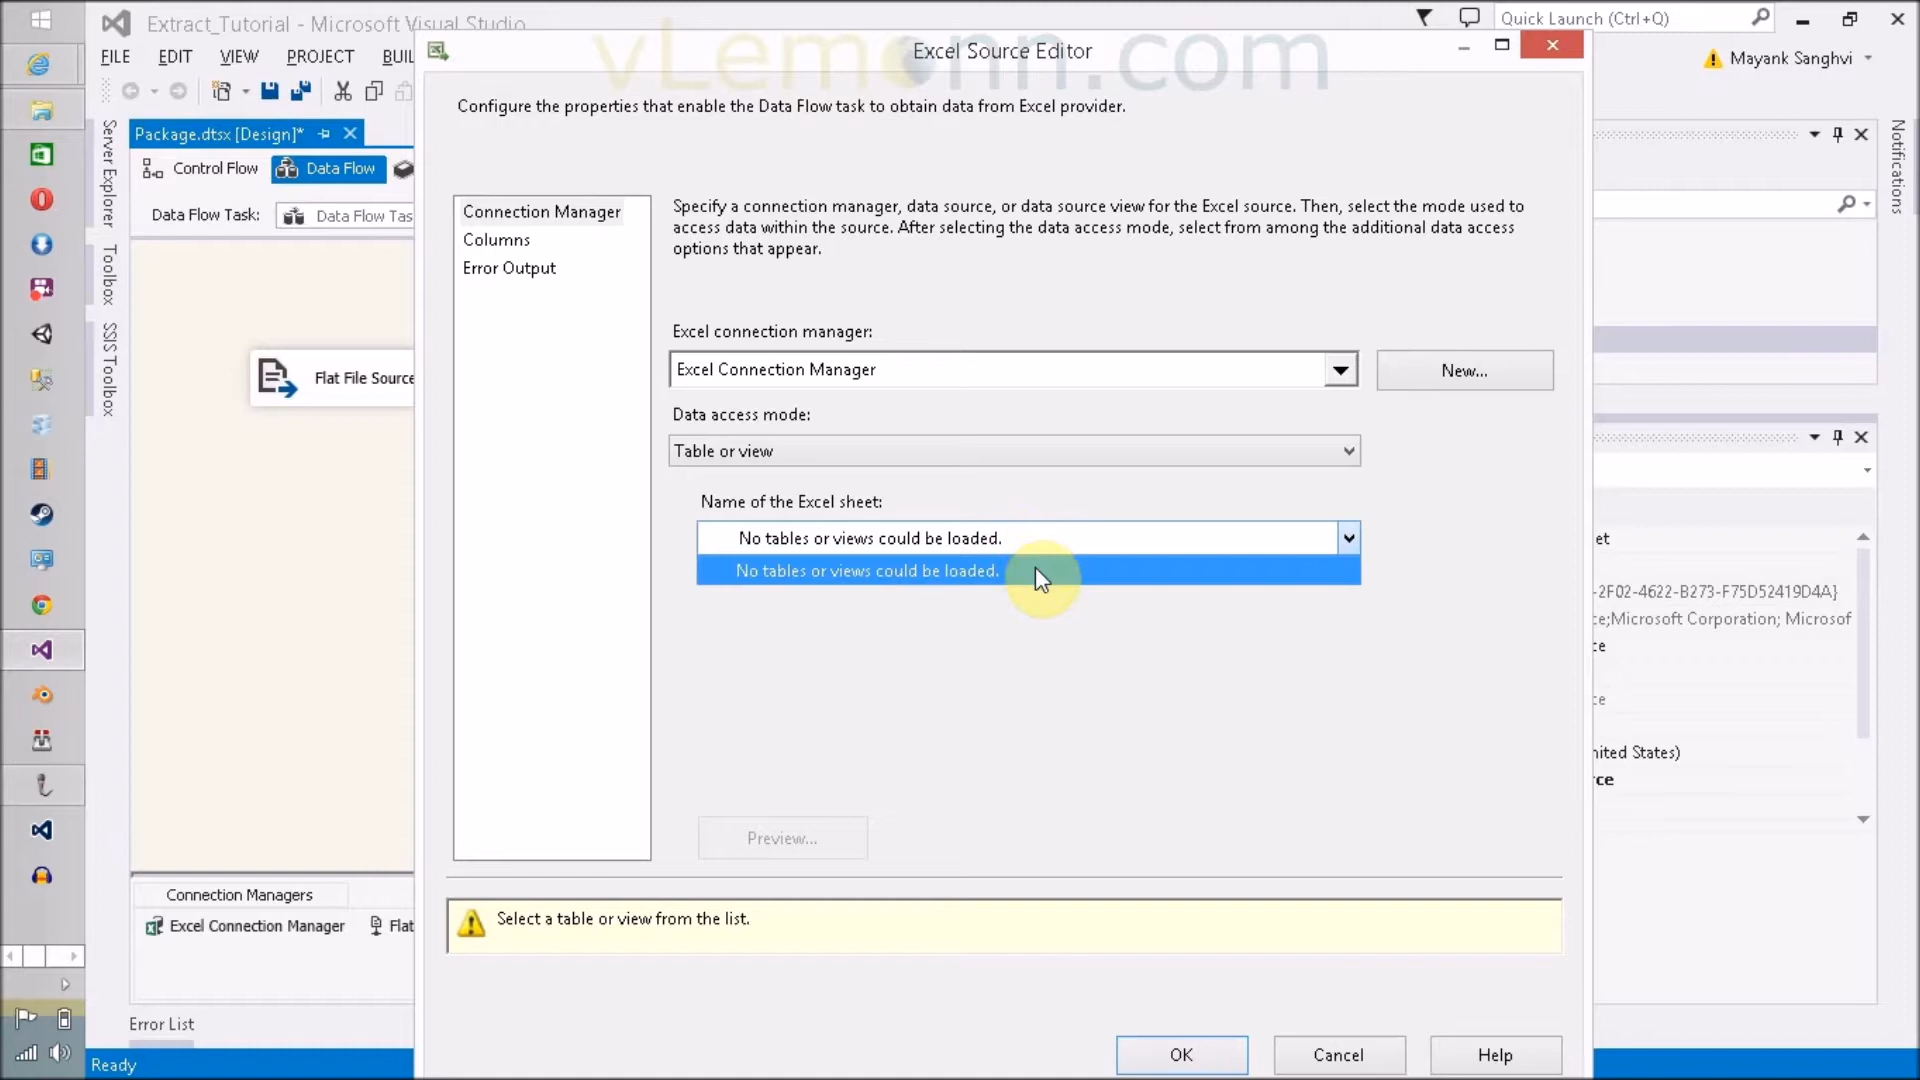 Extract_Tutorial - Microsoft Visual Studio
Quick Launch (Ctrl+Q)
vLemonn.com
Excel Source Editor
FILE EDIT VIEW PROJECT BUIL
Mayank Sanghvi
Configure the properties that enable the Data Flow task to obtain data from Excel provider.
Package.dtsx [Design]*
Server Explorer
Toolbox
SSIS Toolbox
Notifications
Control Flow
Data Flow
Data Flow Task:
Data Flow Tas
Connection Manager
Columns
Error Output
Specify a connection manager, data source, or data source view for the Excel source. Then, select the mode used to
access data within the source. After selecting the data access mode, select from among the additional data access
options that appear.
Excel connection manager:
Excel Connection Manager
New...
Flat File Source
Data access mode:
Table or view
Name of the Excel sheet:
No tables or views could be loaded.
No tables or views could be loaded.
et
-2F02-4622-B273-F75D52419D4A}
ce;Microsoft Corporation; Microsof
ce
ce
nited States)
rce
Preview...
Connection Managers
Excel Connection Manager
Flat
Select a table or view from the list.
Error List
OK
Cancel
Help
Ready